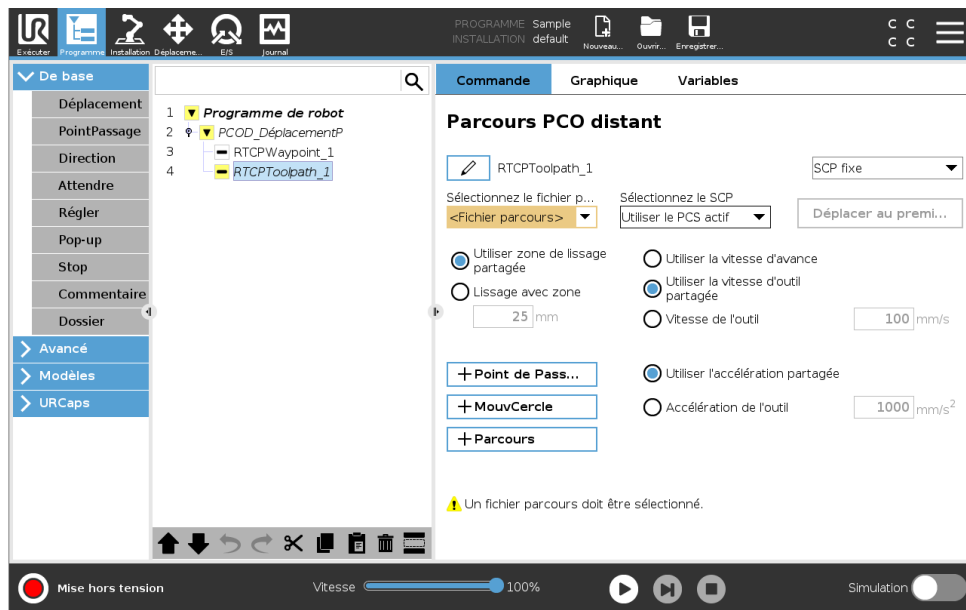 PROGRAMME Sample
INSTALLATION default
Exécuter
Programme
Installation
Déplaceme...
E/S
Journal
Nouveau...
Ouvrir...
Enregistrer...
C C
C C
De base
Déplacement
PointPassage
Direction
Attendre
Régler
Pop-up
Stop
Commentaire
Dossier
Avancé
Modèles
URCaps
1 Programme de robot
2 PCOD_DéplacementP
3 RTCPWaypoint_1
4 RTCPToolpath_1
Commande Graphique Variables
Parcours PCO distant
RTCPToolpath_1 SCP fixe
Sélectionnez le fichier p... Sélectionnez le SCP
<Fichier parcours> Utiliser le PCS actif Déplacer au premi...
Utiliser zone de lissage
partagée
Lissage avec zone
25 mm
Utiliser la vitesse d'avance
Utiliser la vitesse d'outil
partagée
Vitesse de l'outil 100 mm/s
+Point de Pass...
+MouvCercle
+Parcours
Utiliser l'accélération partagée
Accélération de l'outil 1000 mm/s²
Un fichier parcours doit être sélectionné.
Mise hors tension Vitesse 100% Simulation